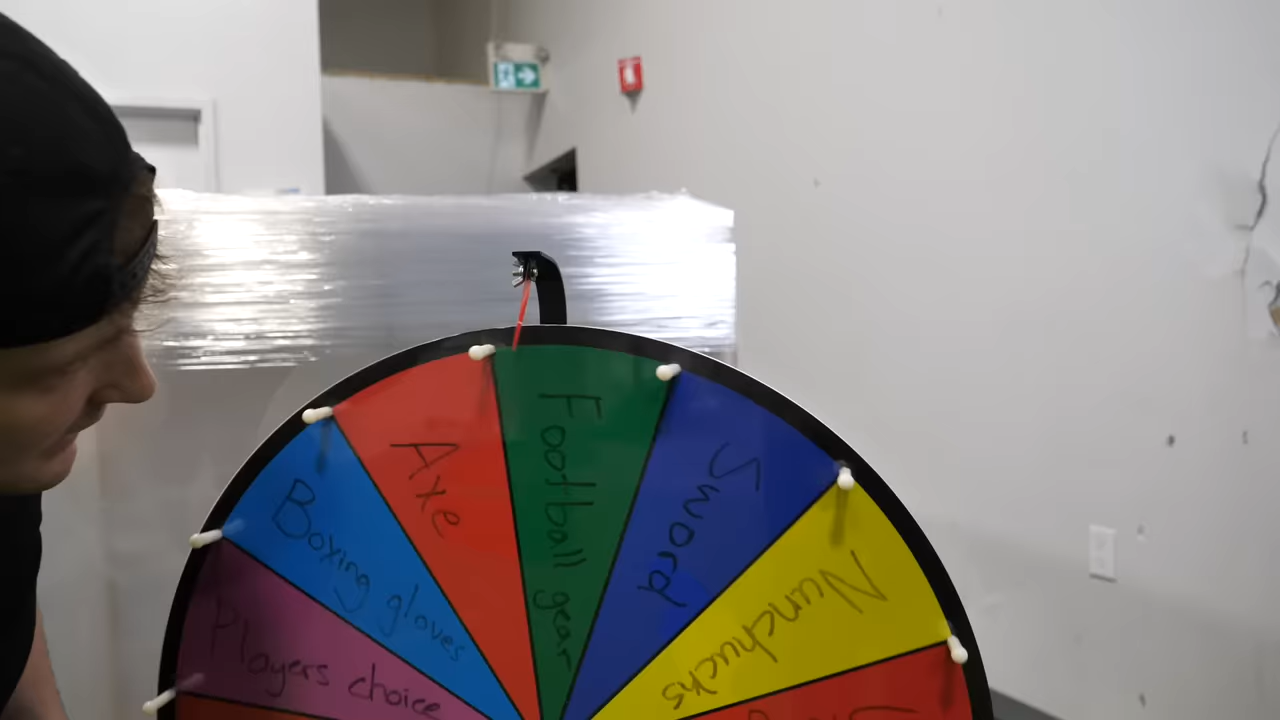 Players choice
Boxing gloves
Axe
Football gear
Sword
Nunchucks